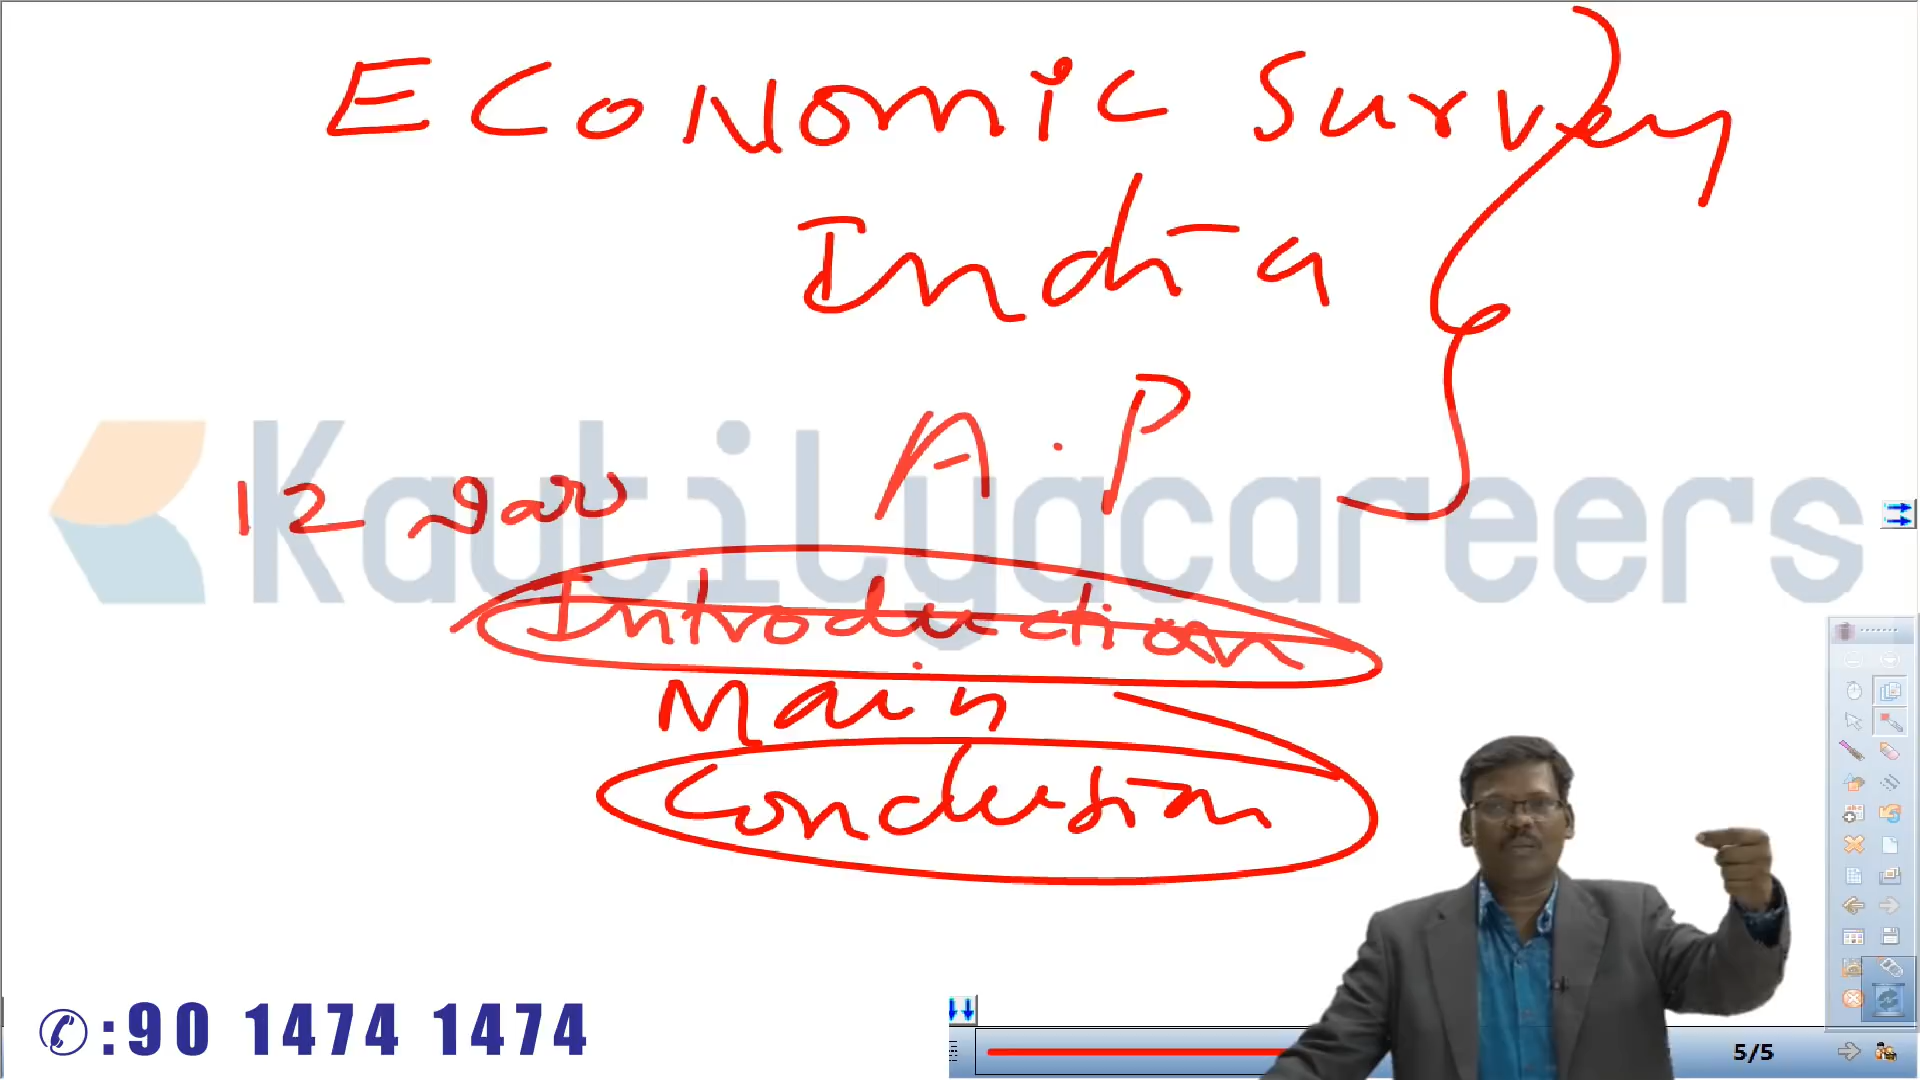 Economic Survey
India
A.P
Kautilyacareers
12
Introduction
Main
Conclusion
✆:90 1474 1474
5/5